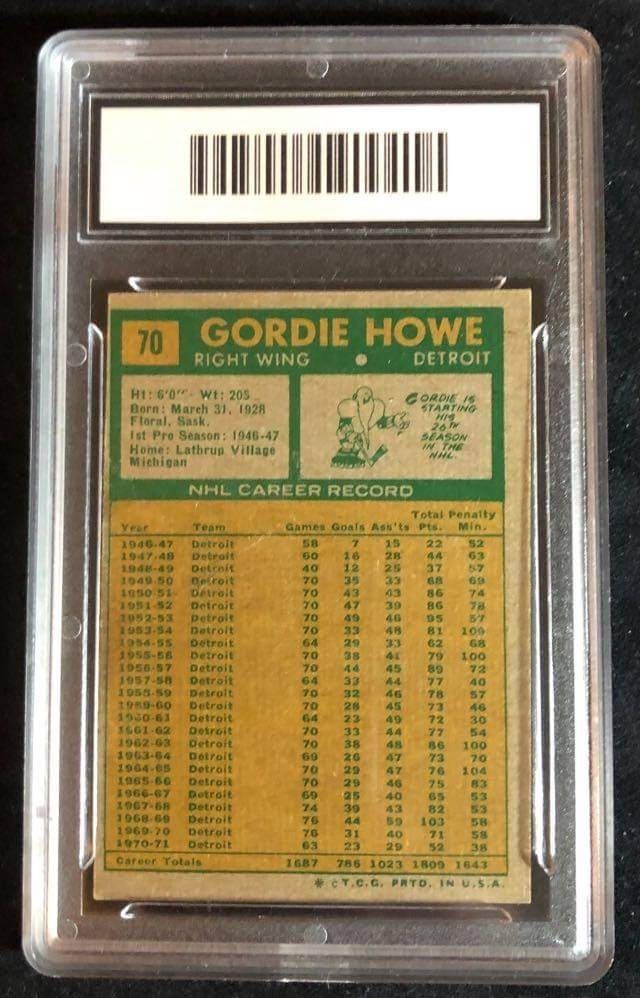 70 GORDIE HOWE
RIGHT WING • DETROIT
Ht: 6'0" - Wt: 205
Born: March 31, 1928
Floral, Sask.
1st Pro Season: 1946-47
Home: Lathrup Village
Michigan
GORDIE IS
STARTING
HIS
26TH
SEASON
IN THE
NHL.
NHL CAREER RECORD
Total Penalty
Year Team Games Goals Ass'ts Pts. Min.
1946-47 Detroit 58 7 15 22 52
1947-48 Detroit 60 16 28 44 63
1948-49 Detroit 40 12 25 37 57
1949-50 Detroit 70 35 33 68 69
1950-51 Detroit 70 43 43 86 74
1951-52 Detroit 70 47 39 86 78
1952-53 Detroit 70 49 46 95 57
1953-54 Detroit 70 33 48 81 109
1954-55 Detroit 64 29 33 62 68
1955-56 Detroit 70 38 41 79 100
1956-57 Detroit 70 44 45 89 72
1957-58 Detroit 64 33 44 77 40
1958-59 Detroit 70 32 46 78 57
1959-60 Detroit 70 28 45 73 46
1960-61 Detroit 64 23 49 72 30
1961-62 Detroit 70 33 44 77 54
1962-63 Detroit 70 38 48 86 100
1963-64 Detroit 69 26 47 73 70
1964-65 Detroit 70 29 47 76 104
1965-66 Detroit 70 29 46 75 83
1966-67 Detroit 69 25 40 65 53
1967-68 Detroit 74 39 43 82 53
1968-69 Detroit 76 44 59 103 58
1969-70 Detroit 76 31 40 71 58
1970-71 Detroit 63 23 29 52 38
Career Totals 1687 786 1023 1809 1643
* © T.C.G. PRTD. IN U.S.A.